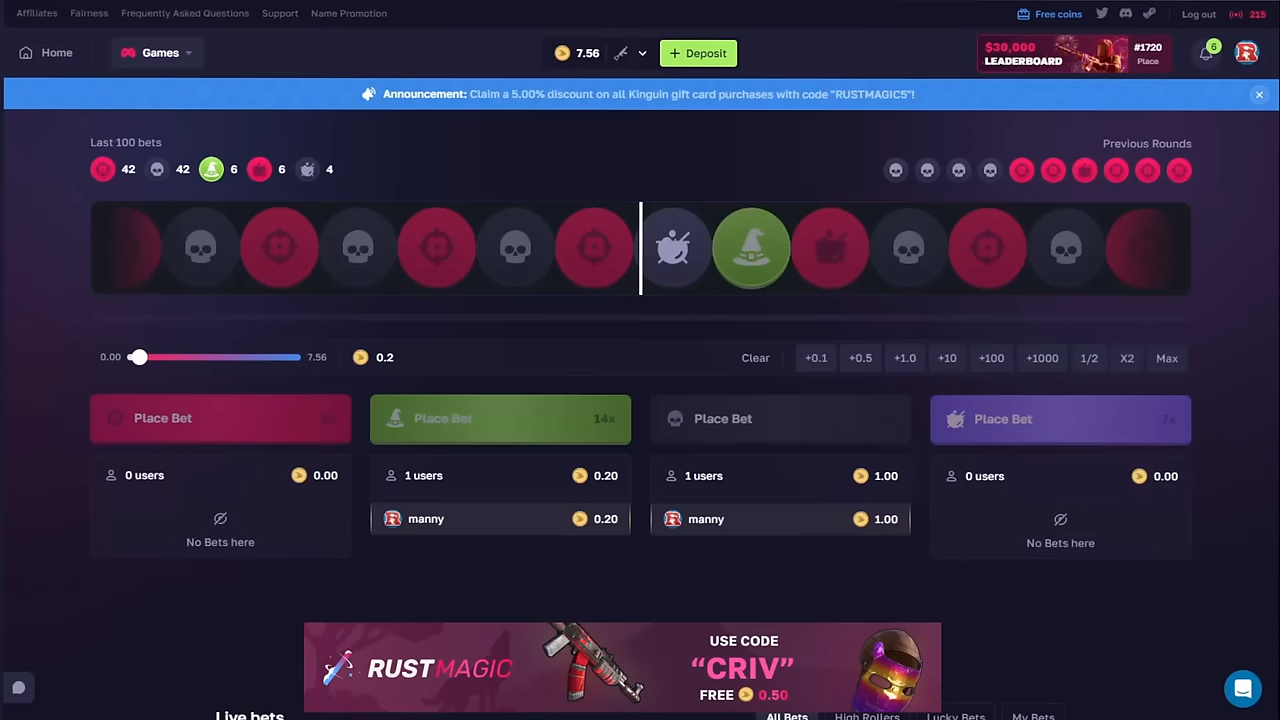 Affiliates Fairness Frequently Asked Questions Support Name Promotion Free coins Log out 215
Home Games 7.56 + Deposit $30,000 LEADERBOARD #1720 Place 6
Announcement: Claim a 5.00% discount on all Kinguin gift card purchases with code "RUSTMAGIC5"!
Last 100 bets Previous Rounds
42 42 6 6 4
0.00 7.56 0.2 Clear +0.1 +0.5 +1.0 +10 +100 +1000 1/2 X2 Max
Place Bet Place Bet 14x Place Bet Place Bet 7x
0 users 0.00 1 users 0.20 1 users 1.00 0 users 0.00
manny 0.20 manny 1.00
No Bets here No Bets here
RUSTMAGIC
USE CODE
"CRIV"
FREE 0.50
Live bets All Bets High Rollers Lucky Bets My Bets